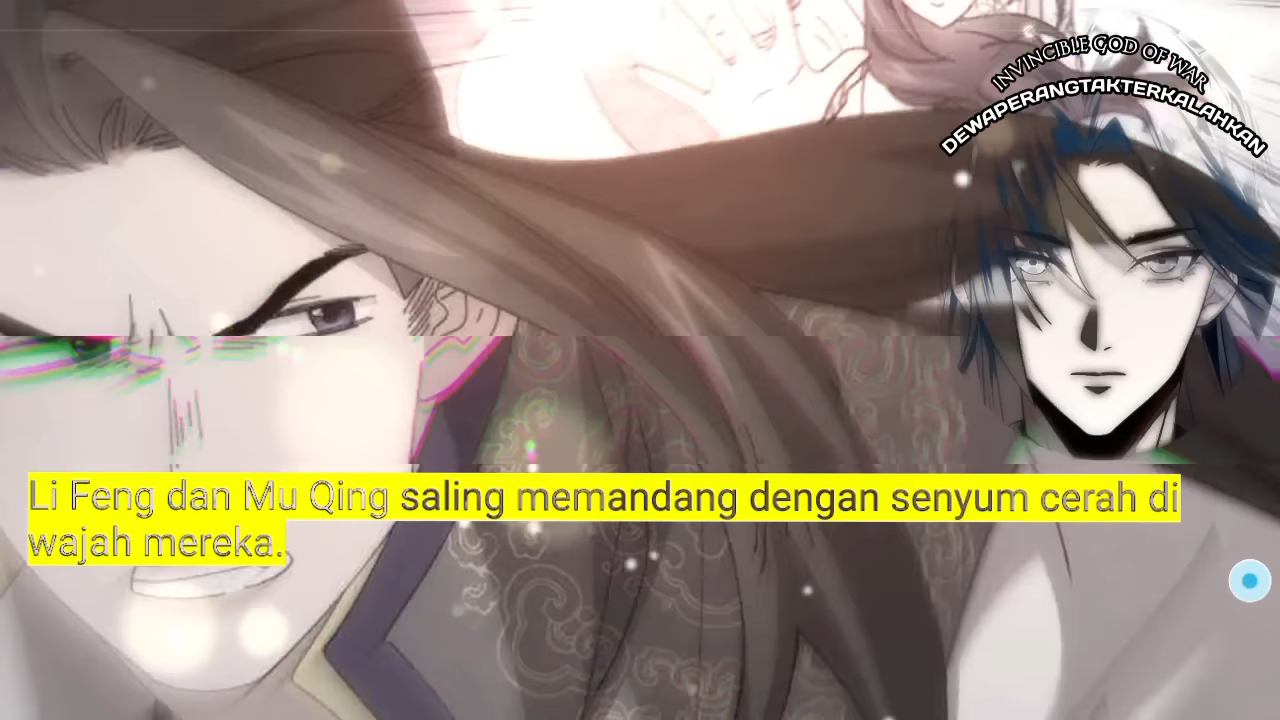 INVINCIBLE GOD OF WAR
DEWAPERANGTAKTERKALAHKAN
Li Feng dan Mu Qing saling memandang dengan senyum cerah di
wajah mereka.